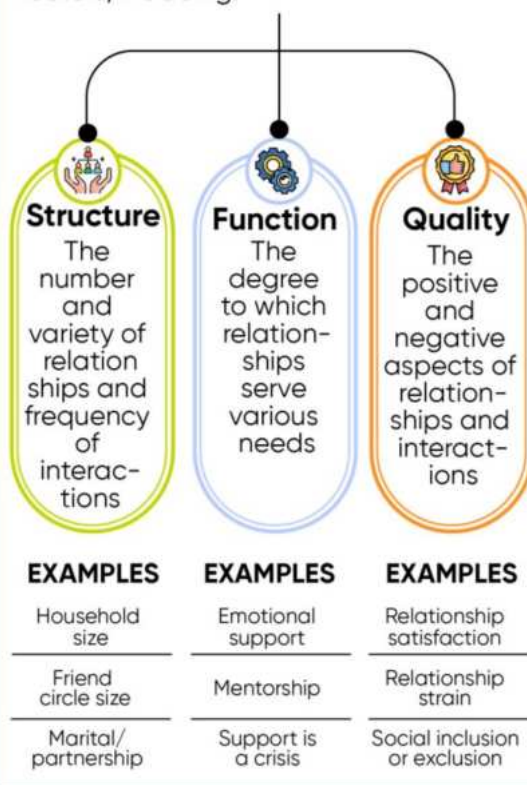 Structure
The
number
and
variety of
relation
ships and
frequency
of
interac-
tions
Function
The
degree
to which
relation-
ships
serve
various
needs
Quality
The
positive
and
negative
aspects of
relation-
ships and
interact-
ions
EXAMPLES
Household
size
Friend
circle size
Marital/
partnership
EXAMPLES
Emotional
support
Mentorship
Support is
a crisis
EXAMPLES
Relationship
satisfaction
Relationship
strain
Social inclusion
or exclusion